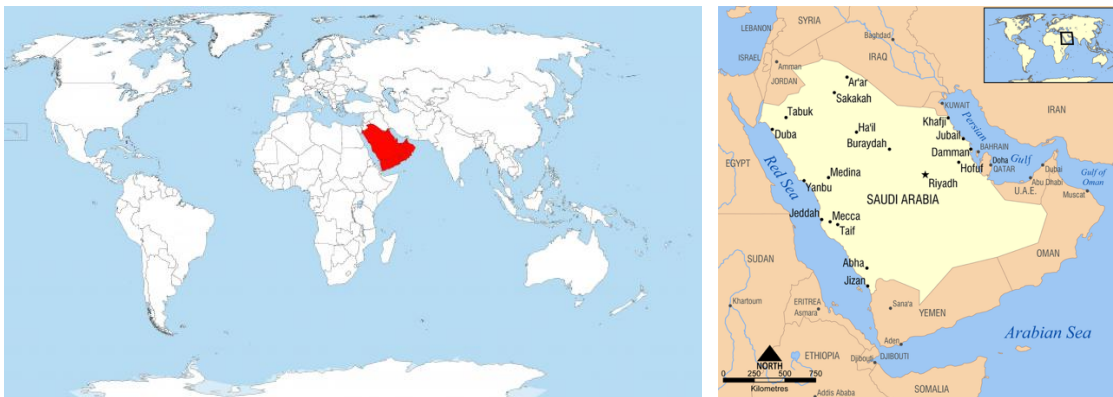 SYRIA
LEBANON
Baghdad
ISRAEL
Amman
IRAQ
JORDAN
IRAN
Ar'ar
Sakakah
KUWAIT
Tabuk
Khafji
Duba
Ha'il
Jubail
Persian
Buraydah
Damman
BAHRAIN
EGYPT
Hofuf
Doha
QATAR
Gulf
Dubai
Gulf of
Oman
Red Sea
Medina
Riyadh
Abu Dhabi
U.A.E.
Yanbu
Muscat
SAUDI ARABIA
Jeddah
Mecca
Taif
OMAN
SUDAN
Abha
Jizan
Khartoum
ERITREA
Asmara
Sana'a
YEMEN
Arabian Sea
Aden
NORTH
ETHIOPIA
Djibouti
DJIBOUTI
0 250 500 750
Kilometres
Addis Ababa
SOMALIA